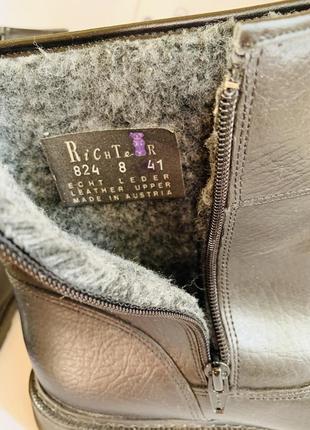 RiCHTeR
824 8 41
ECHT LEDER
LEATHER UPPER
MADE IN AUSTRIA